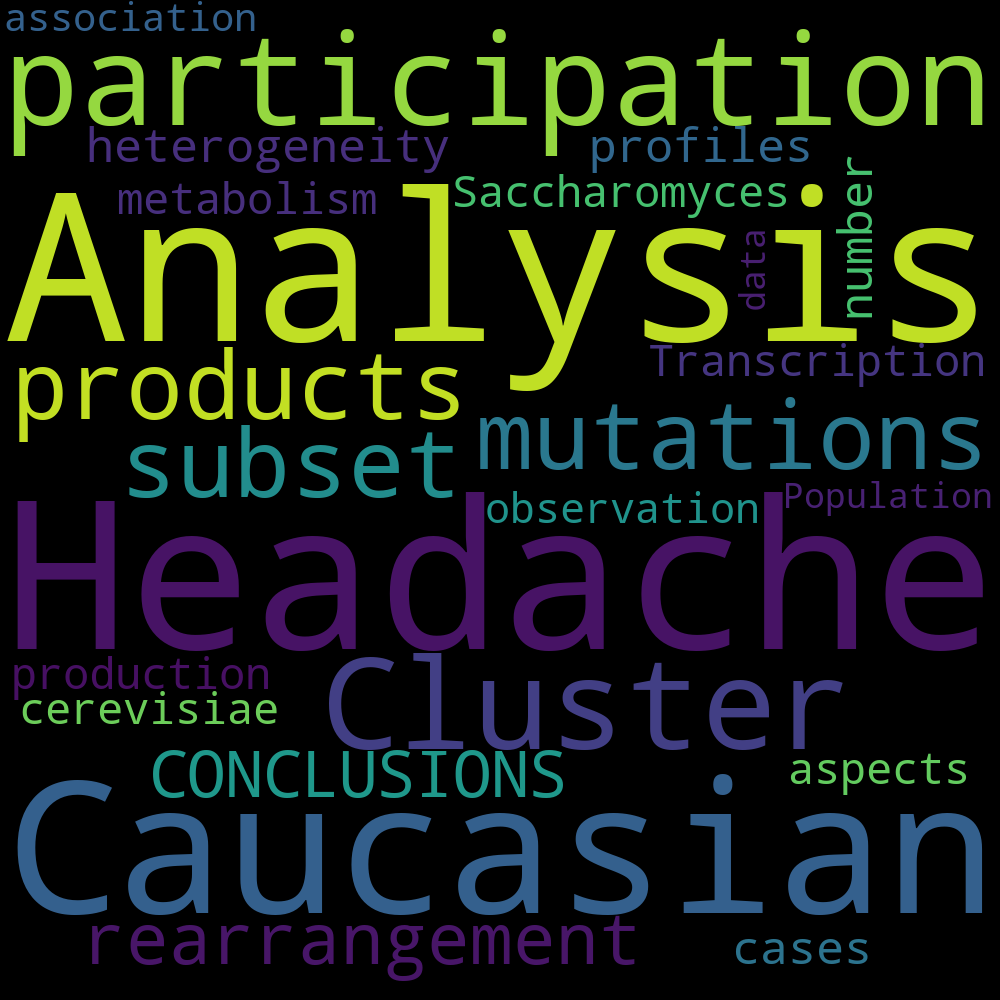 association
participation
heterogeneity profiles
metabolism Saccharomyces number
Analysis
data
products Transcription
subset mutations
observation Population
Headache
production Cluster
cerevisiae
CONCLUSIONS aspects
Caucasian
rearrangement cases